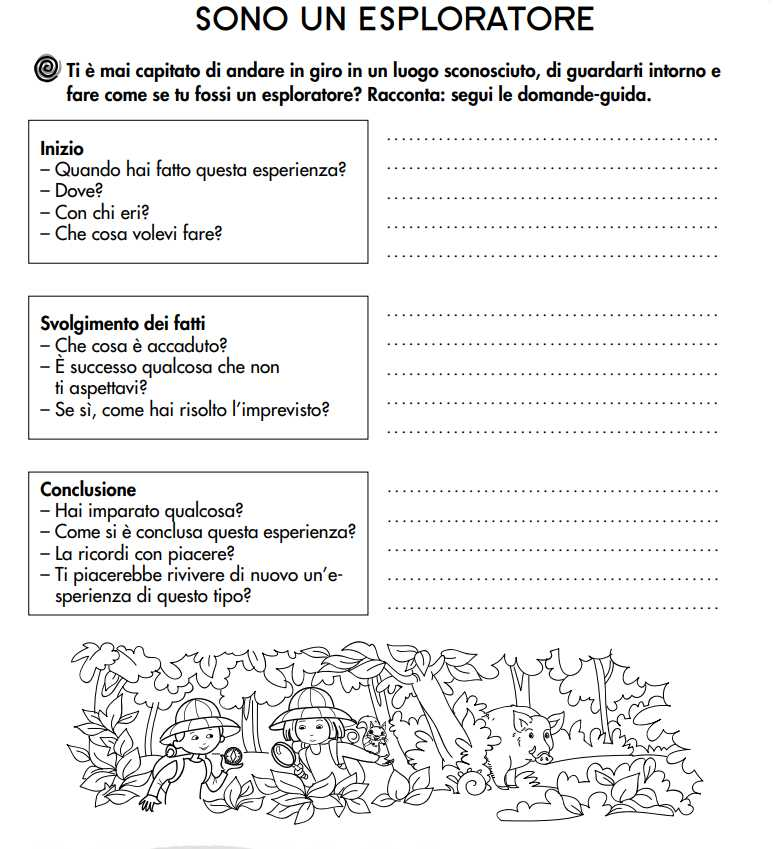 SONO UN ESPLORATORE
Ti è mai capitato di andare in giro in un luogo sconosciuto, di guardarti intorno e
fare come se tu fossi un esploratore? Racconta: segui le domande-guida.
Inizio
– Quando hai fatto questa esperienza?
– Dove?
– Con chi eri?
– Che cosa volevi fare?
Svolgimento dei fatti
– Che cosa è accaduto?
– È successo qualcosa che non
ti aspettavi?
– Se sì, come hai risolto l'imprevisto?
Conclusione
– Hai imparato qualcosa?
– Come si è conclusa questa esperienza?
– La ricordi con piacere?
– Ti piacerebbe rivivere di nuovo un'e-
sperienza di questo tipo?